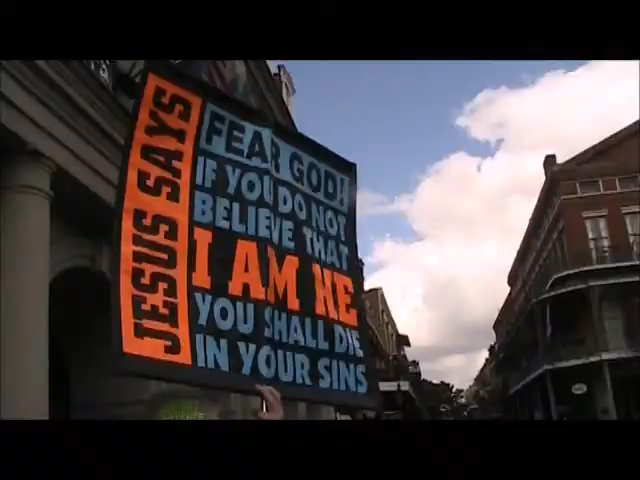 JESUS SAYS
FEAR GOD!
IF YOU DO NOT
BELIEVE THAT
I AM HE
YOU SHALL DIE
IN YOUR SINS